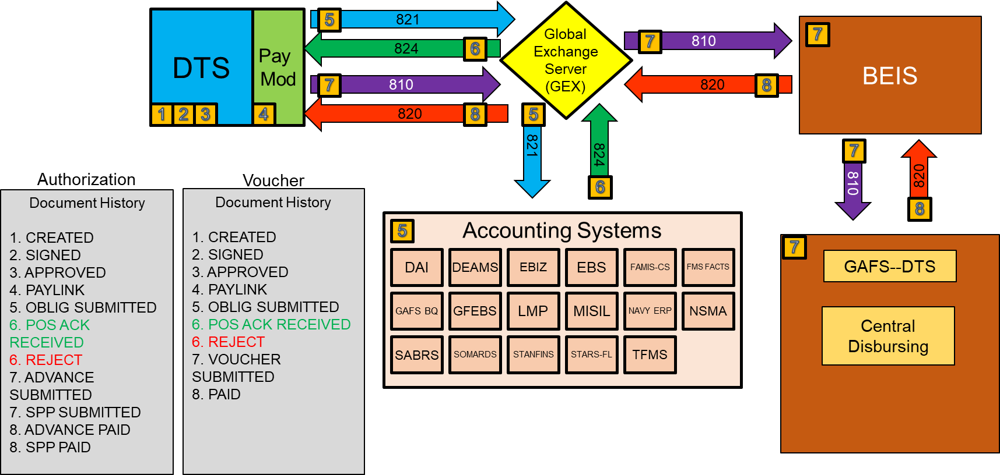 DTS
Pay
Mod
1 2 3 4
5 821
824 6
7 810
820 8
Global
Exchange
Server
(GEX)
7 810
820 8
7
BEIS
5
821
824
6
7
810
820
8
Authorization
Document History
1. CREATED
2. SIGNED
3. APPROVED
4. PAYLINK
5. OBLIG SUBMITTED
6. POS ACK
RECEIVED
6. REJECT
7. ADVANCE
SUBMITTED
7. SPP SUBMITTED
8. ADVANCE PAID
8. SPP PAID
Voucher
Document History
1. CREATED
2. SIGNED
3. APPROVED
4. PAYLINK
5. OBLIG SUBMITTED
6. POS ACK RECEIVED
6. REJECT
7. VOUCHER
SUBMITTED
8. PAID
5
Accounting Systems
DAI DEAMS EBIZ EBS FAMIS-CS FMS FACTS
GAFS BQ GFEBS LMP MISIL NAVY ERP NSMA
SABRS SOMARDS STANFINS STARS-FL TFMS
7
GAFS--DTS
Central
Disbursing